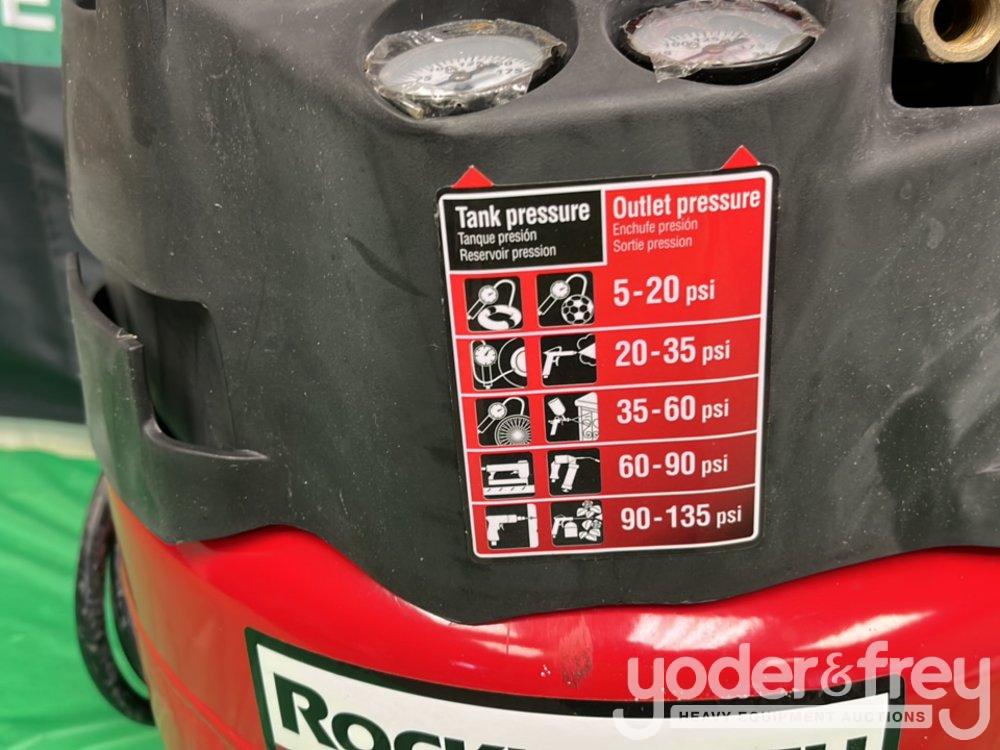 E
Tank pressure
Tanque presión
Reservoir pression
Outlet pressure
Enchufe presión
Sortie pression
5-20 psi
20-35 psi
35-60 psi
60-90 psi
90-135 psi
yoder&frey
HEAVY EQUIPMENT AUCTIONS